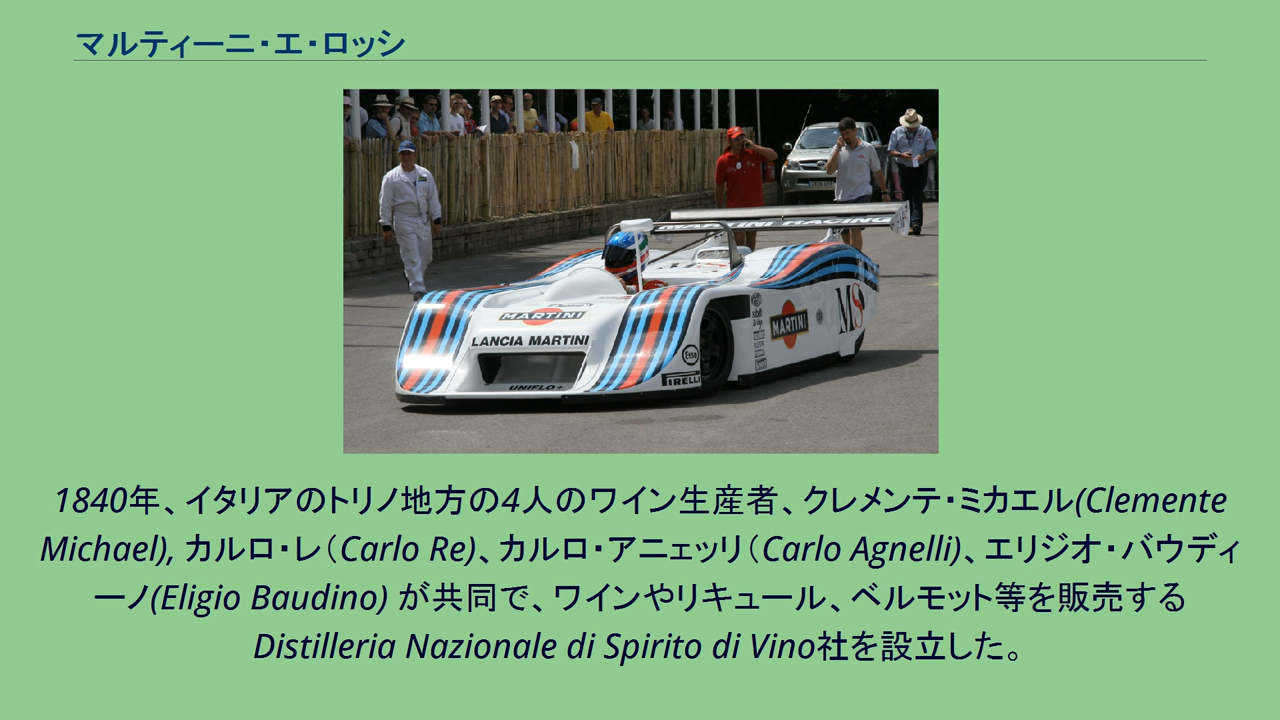 マルティーニ・エ・ロッシ
MARTINI RACING
MARTINI
LANCIA MARTINI
UNIFLO+
Esso
PIRELLI
MARTINI
MS
1840年、イタリアのトリノ地方の4人のワイン生産者、クレメンテ・ミカエル(Clemente
Michael), カルロ・レ（Carlo Re）、カルロ・アニェッリ（Carlo Agnelli）、エリジオ・バウディ
ーノ(Eligio Baudino) が共同で、ワインやリキュール、ベルモット等を販売する
Distilleria Nazionale di Spirito di Vino社を設立した。